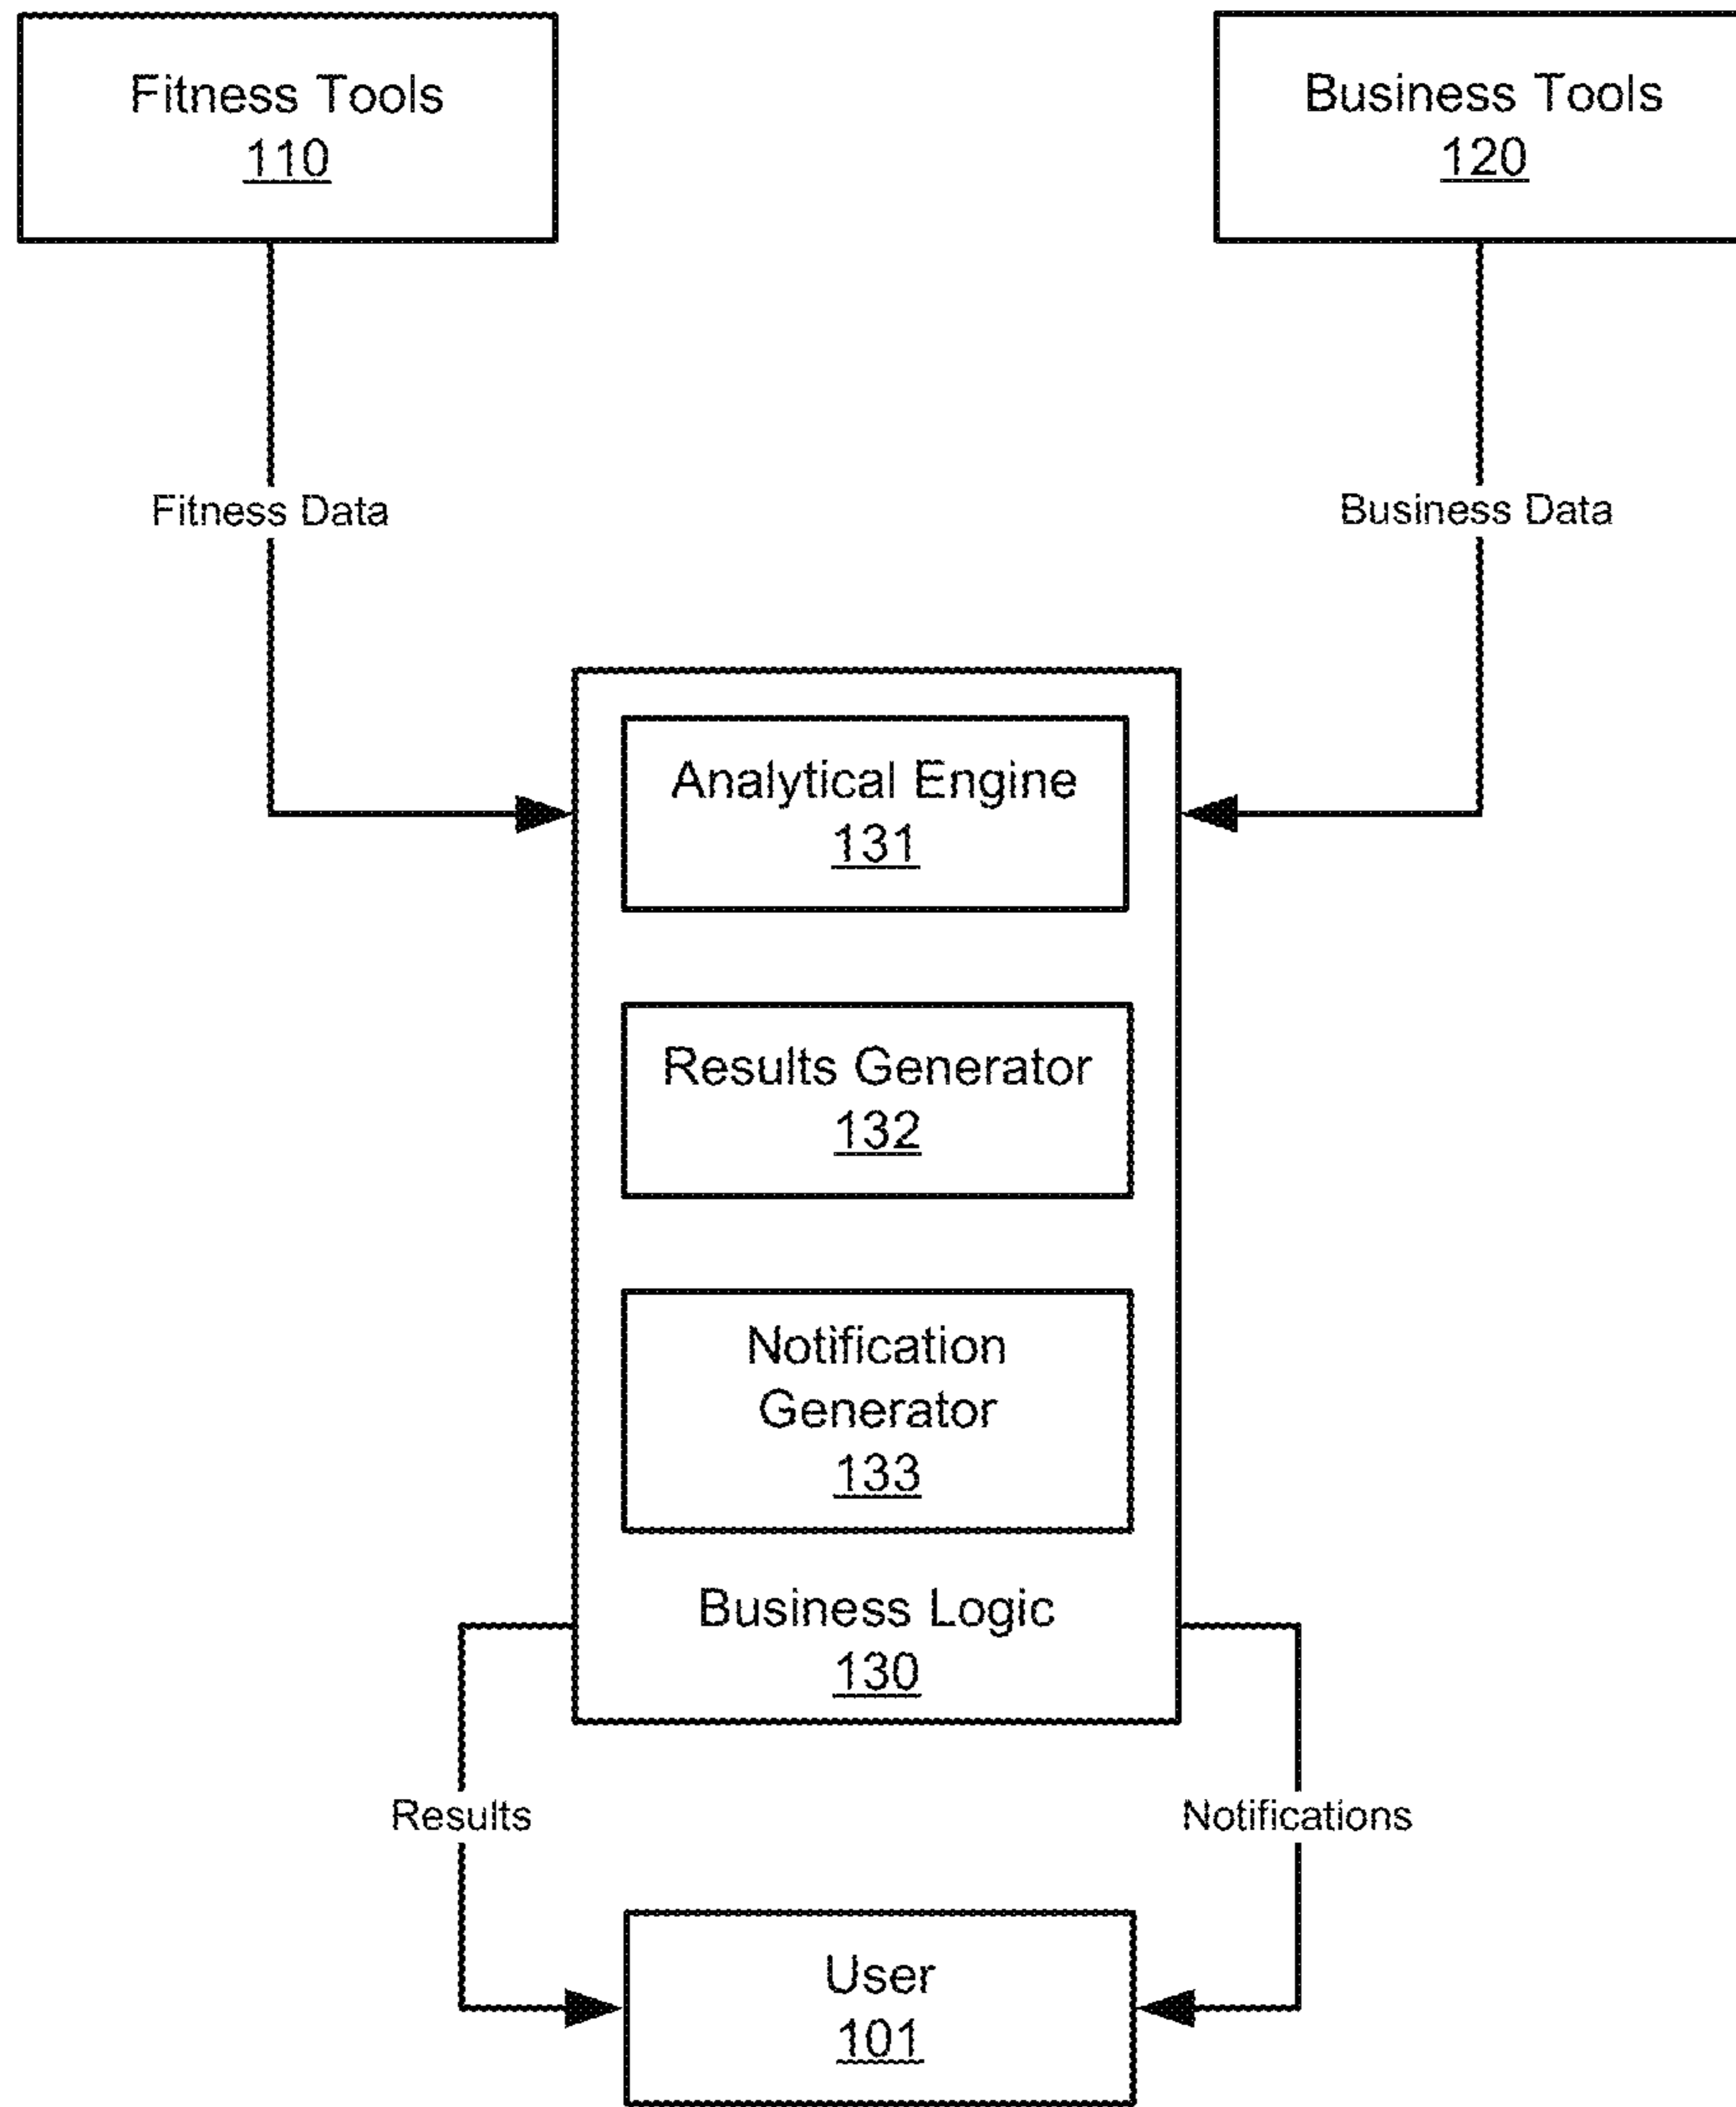 Fitness Tools
110
Business Tools
120
Fitness Data
Business Data
Analytical Engine
131
Results Generator
132
Notification
Generator
133
Business Logic
130
Results
Notifications
User
101